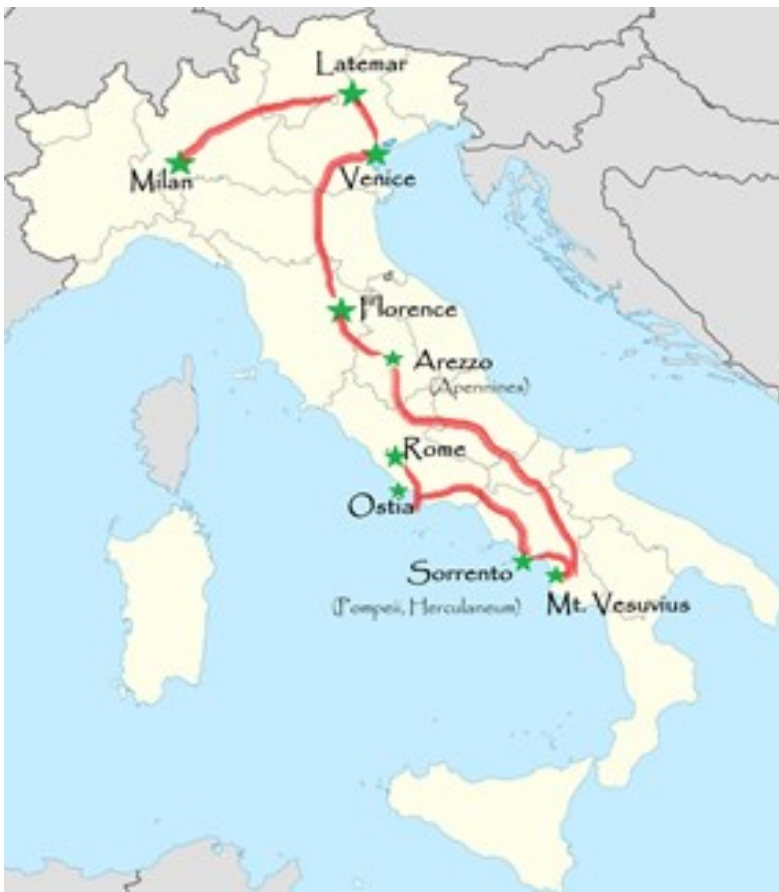 Latemar
Milan
Venice
Florence
Arezzo
(Apennines)
Rome
Ostia
Sorrento
(Pompeii, Herculaneum)
Mt. Vesuvius